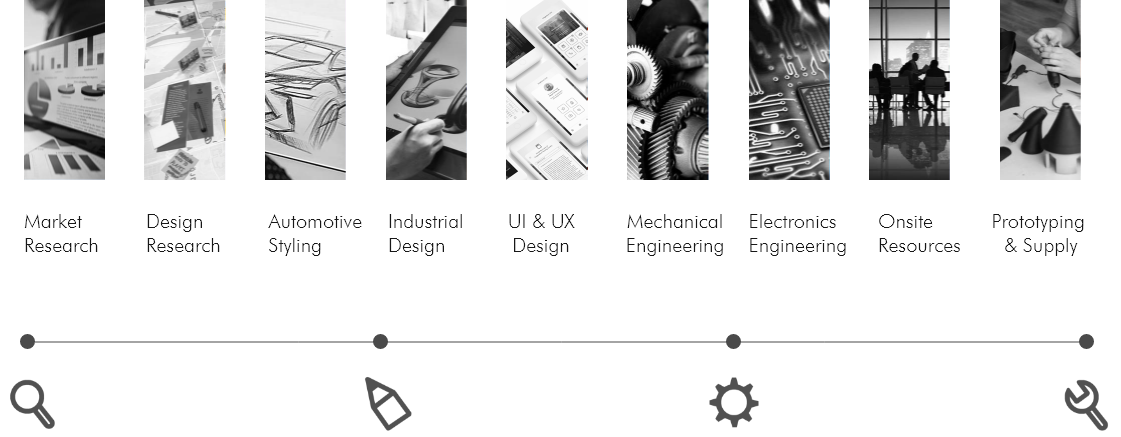 Market
Research
Design
Research
Automotive
Styling
Industrial
Design
UI & UX
Design
Mechanical
Engineering
Electronics
Engineering
Onsite
Resources
Prototyping
& Supply